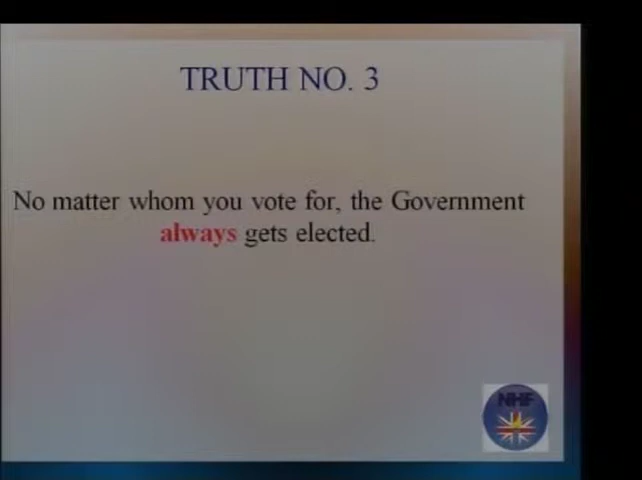 TRUTH NO. 3
No matter whom you vote for, the Government
always gets elected.
NHF